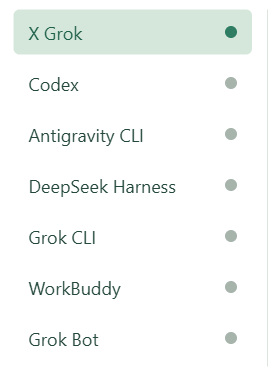 X Grok
Codex
Antigravity CLI
DeepSeek Harness
Grok CLI
WorkBuddy
Grok Bot